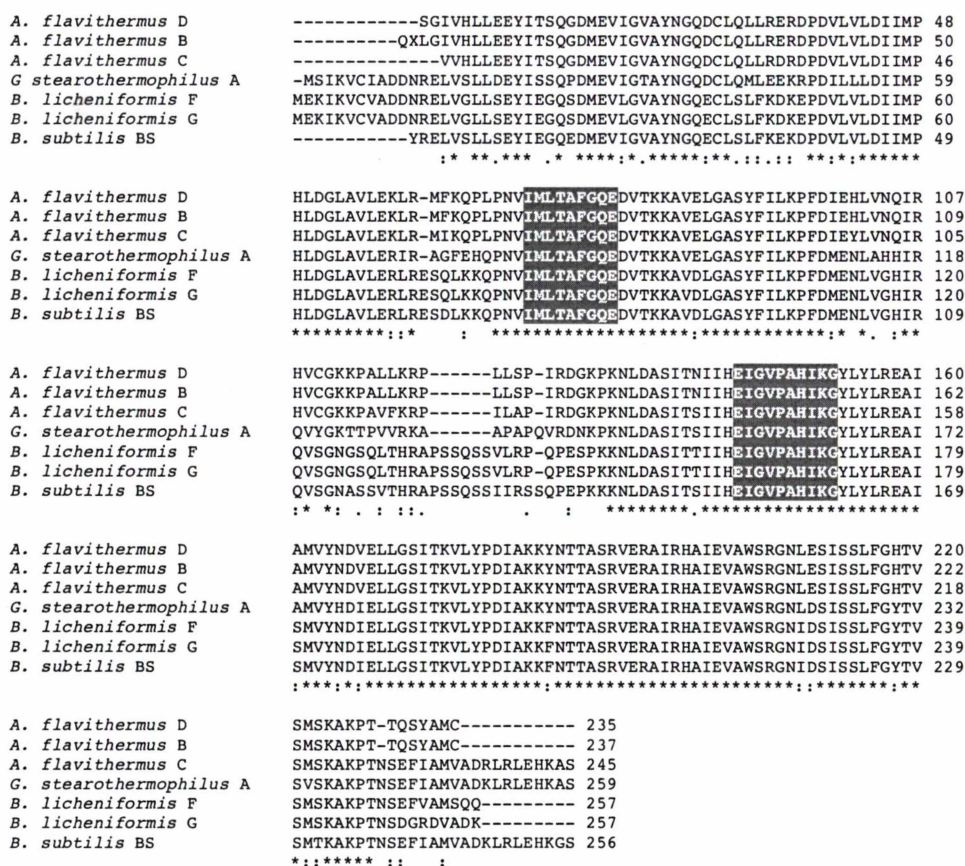 A. flavithermus D ------------SGIVHLLEEYITSQGDMEVIGVAYNGQDCLQLLRERDPDVLVLDIIMP 48
A. flavithermus B ----------QXLGIVHLLEEYITSQGDMEVIGVAYNGQDCLQLLRERDPDVLVLDIIMP 50
A. flavithermus C --------------VVHLLEEYITSQGDMEVIGVAYNGQDCLQLLRERDPDVLVLDIIMP 46
G stearothermophilus A -MSIKVCIADDNRELVSLLDEYISSQPDMEVIGTAYNGQDCLQMLEEKRPDILLLDIIMP 59
B. licheniformis F MEKIKVCVADDNRELVGLLSEYIEGQSDMEVLGVAYNGQECLSLFKDKEPDVLVLDIIMP 60
B. licheniformis G MEKIKVCVADDNRELVGLLSEYIEGQSDMEVIGVAYNGQECLSLFKDKEPDVLVLDIIMP 60
B. subtilis BS -----------YRELVSLLSEYIEGQEDMEVIGVAYNGQECLSLFKEKDPDVLVLDIIMP 49
:* **.*** .* ****:*.*****:**.:.:: **:*:******
A. flavithermus D HLDGLAVLEKLR-MFKQPLPNVIMLTAFGQEDVTKKAVELGASYFILKPFDIEHLVNQIR 107
A. flavithermus B HLDGLAVLEKLR-MFKQPLPNVIMLTAFGQEDVTKKAVELGASYFILKPFDIEHLVNQIR 109
A. flavithermus C HLDGLAVLEKLR-MIKQPLPNVIMLTAFGQEDVTKKAVELGASYFILKPFDIEYLVNQIR 105
G. stearothermophilus A HLDGLAVLERIR-AGFEHQPNVIMLTAFGQEDVTKKAVELGASYFILKPFDMENLAHHIR 118
B. licheniformis F HLDGLAVLERLRESQLKKQPNVIMLTAFGQEDVTKKAVDLGASYFILKPFDMENLVGHIR 120
B. licheniformis G HLDGLAVLERLRESQLKKQPNVIMLTAFGQEDVTKKAVDLGASYFILKPFDMENLVGHIR 120
B. subtilis BS HLDGLAVLERLRESDLKKQPNVIMLTAFGQEDVTKKAVDLGASYFILKPFDMENLVGHIR 109
*********::* : *******************:************:* *. :**
A. flavithermus D HVCGKKPALLKRP------LLSP-IRDGKPKNLDASITNIIHEIGVPAHIKGYLYLREAI 160
A. flavithermus B HVCGKKPALLKRP------LLSP-IRDGKPKNLDASITNIIHEIGVPAHIKGYLYLREAI 162
A. flavithermus C HVCGKKPAVFKRP------ILAP-IRDGKPKNLDASITSIIHEIGVPAHIKGYLYLREAI 158
G. stearothermophilus A QVYGKTTPVVRKA------APAPQVRDNKPKNLDASITSIIHEIGVPAHIKGYLYLREAI 172
B. licheniformis F QVSGNGSQLTHRAPSSQSSVLRP-QPESPKKNLDASITTIIHEIGVPAHIKGYLYLREAI 179
B. licheniformis G QVSGNGSQLTHRAPSSQSSVLRP-QPESPKKNLDASITTIIHEIGVPAHIKGYLYLREAI 179
B. subtilis BS QVSGNASSVTHRAPSSQSSIIRSSQPEPKKKNLDASITSIIHEIGVPAHIKGYLYLREAI 169
:* *: . : ::. . : ********.*********************
A. flavithermus D AMVYNDVELLGSITKVLYPDIAKKYNTTASRVERAIRHAIEVAWSRGNLESISSLFGHTV 220
A. flavithermus B AMVYNDVELLGSITKVLYPDIAKKYNTTASRVERAIRHAIEVAWSRGNLESISSLFGHTV 222
A. flavithermus C AMVYNDVELLGSITKVLYPDIAKKYNTTASRVERAIRHAIEVAWSRGNLESISSLFGHTV 218
G. stearothermophilus A AMVYHDIELLGSITKVLYPDIAKKYNTTASRVERAIRHAIEVAWSRGNLDSISSLFGYTV 232
B. licheniformis F SMVYNDIELLGSITKVLYPDIAKKFNTTASRVERAIRHAIEVAWSRGNIDSISSLFGYTV 239
B. licheniformis G SMVYNDIELLGSITKVLYPDIAKKFNTTASRVERAIRHAIEVAWSRGNIDSISSLFGYTV 239
B. subtilis BS SMVYNDIELLGSITKVLYPDIAKKFNTTASRVERAIRHAIEVAWSRGNIDSISSLFGYTV 229
:***:*:*****************:***********************::*******:**
A. flavithermus D SMSKAKPT-TQSYAMC----------- 235
A. flavithermus B SMSKAKPT-TQSYAMC----------- 237
A. flavithermus C SMSKAKPTNSEFIAMVADRLRLEHKAS 245
G. stearothermophilus A SVSKAKPTNSEFIAMVADKLRLEHKAS 259
B. licheniformis F SMSKAKPTNSEFVAMSQQ--------- 257
B. licheniformis G SMSKAKPTNSDGRDVADK--------- 257
B. subtilis BS SMTKAKPTNSEFIAMVADKLRLEHKGS 256
*::***** :: :